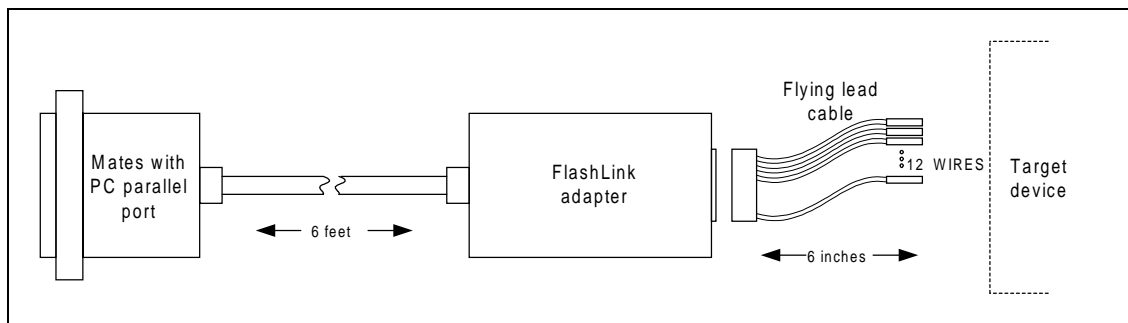 Mates with
PC parallel
port
6 feet
FlashLink
adapter
Flying lead
cable
12 WIRES
6 inches
Target
device